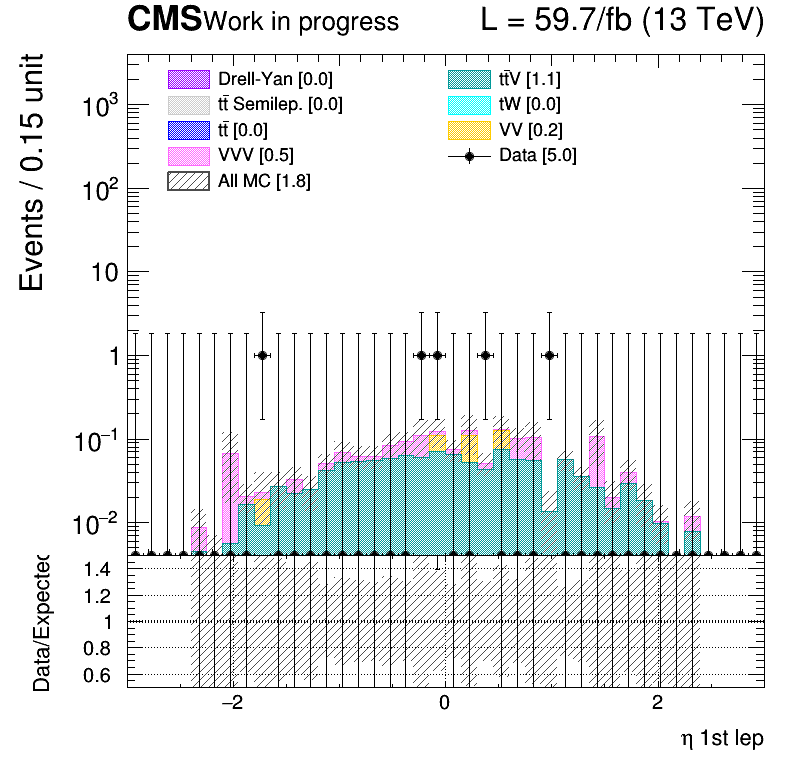 CMS Work in progress L = 59.7/fb (13 TeV)
Drell-Yan [0.0] tt̄V [1.1]
tt̄ Semilep. [0.0] tW [0.0]
tt̄ [0.0] VV [0.2]
VVV [0.5] Data [5.0]
All MC [1.8]
Events / 0.15 unit
10³
10²
10
1
10⁻¹
10⁻²
Data/Expected
1.4
1.2
1
0.8
0.6
−2 0 2
η 1st lep